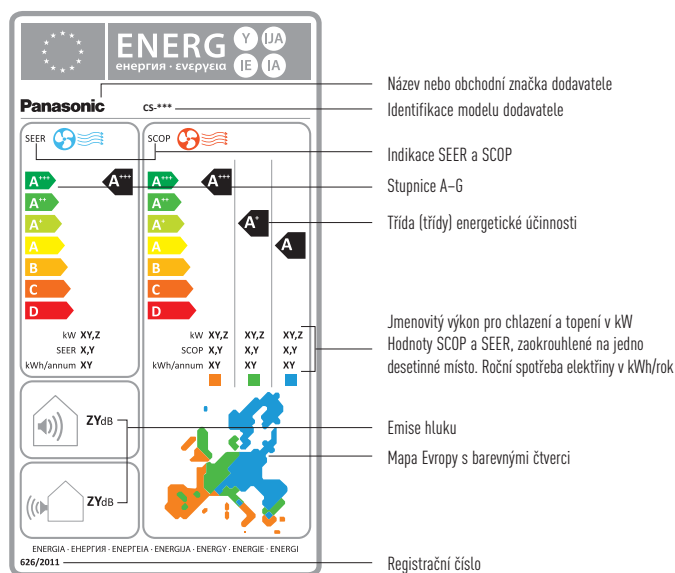 ENERG
енергия · ενεργεια
Y IJA
IE IA
Panasonic
CS-***
SEER
A+++
A++
A+
A
B
C
D
A+++
kW XY,Z
SEER X,Y
kWh/annum XY
SCOP
A+++
A++
A+
A
B
C
D
A+++
A+
A
kW XY,Z XY,Z XY,Z
SCOP X,Y X,Y X,Y
kWh/annum XY XY XY
ZYdB
ZYdB
ENERGIA · ЕНЕРГИЯ · ΕΝΕΡΓΕΙΑ · ENERGIJA · ENERGY · ENERGIE · ENERGI
626/2011
Název nebo obchodní značka dodavatele
Identifikace modelu dodavatele
Indikace SEER a SCOP
Stupnice A–G
Třída (třídy) energetické účinnosti
Jmenovitý výkon pro chlazení a topení v kW
Hodnoty SCOP a SEER, zaokrouhlené na jedno
desetinné místo. Roční spotřeba elektřiny v kWh/rok
Emise hluku
Mapa Evropy s barevnými čtverci
Registrační číslo